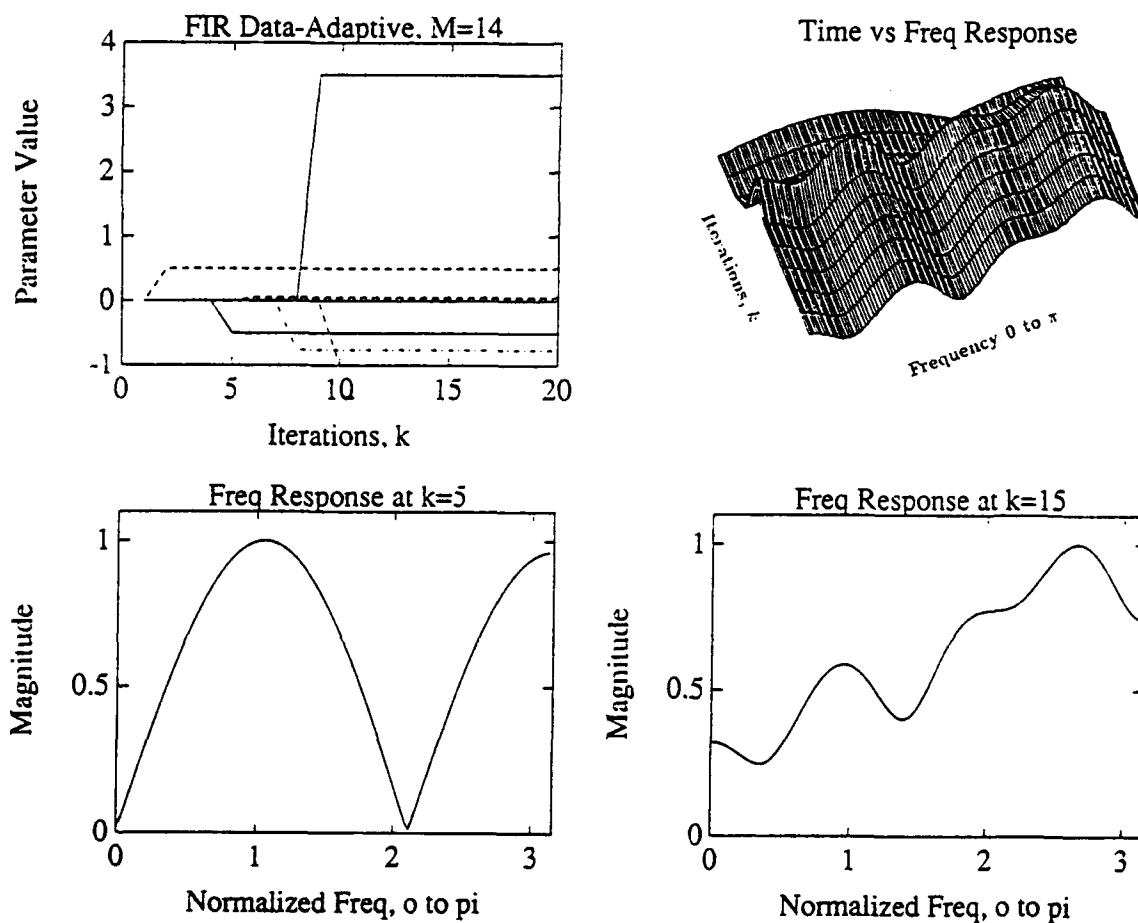 FIR Data-Adaptive, M=14
4
3
2
1
0
-1
0
5
10
15
20
Parameter Value
Iterations, k
Time vs Freq Response
Iterations, k
Frequency 0 to π
Freq Response at k=5
1
0.5
0
0
1
2
3
Magnitude
Normalized Freq, o to pi
Freq Response at k=15
1
0.5
0
0
1
2
3
Magnitude
Normalized Freq, o to pi